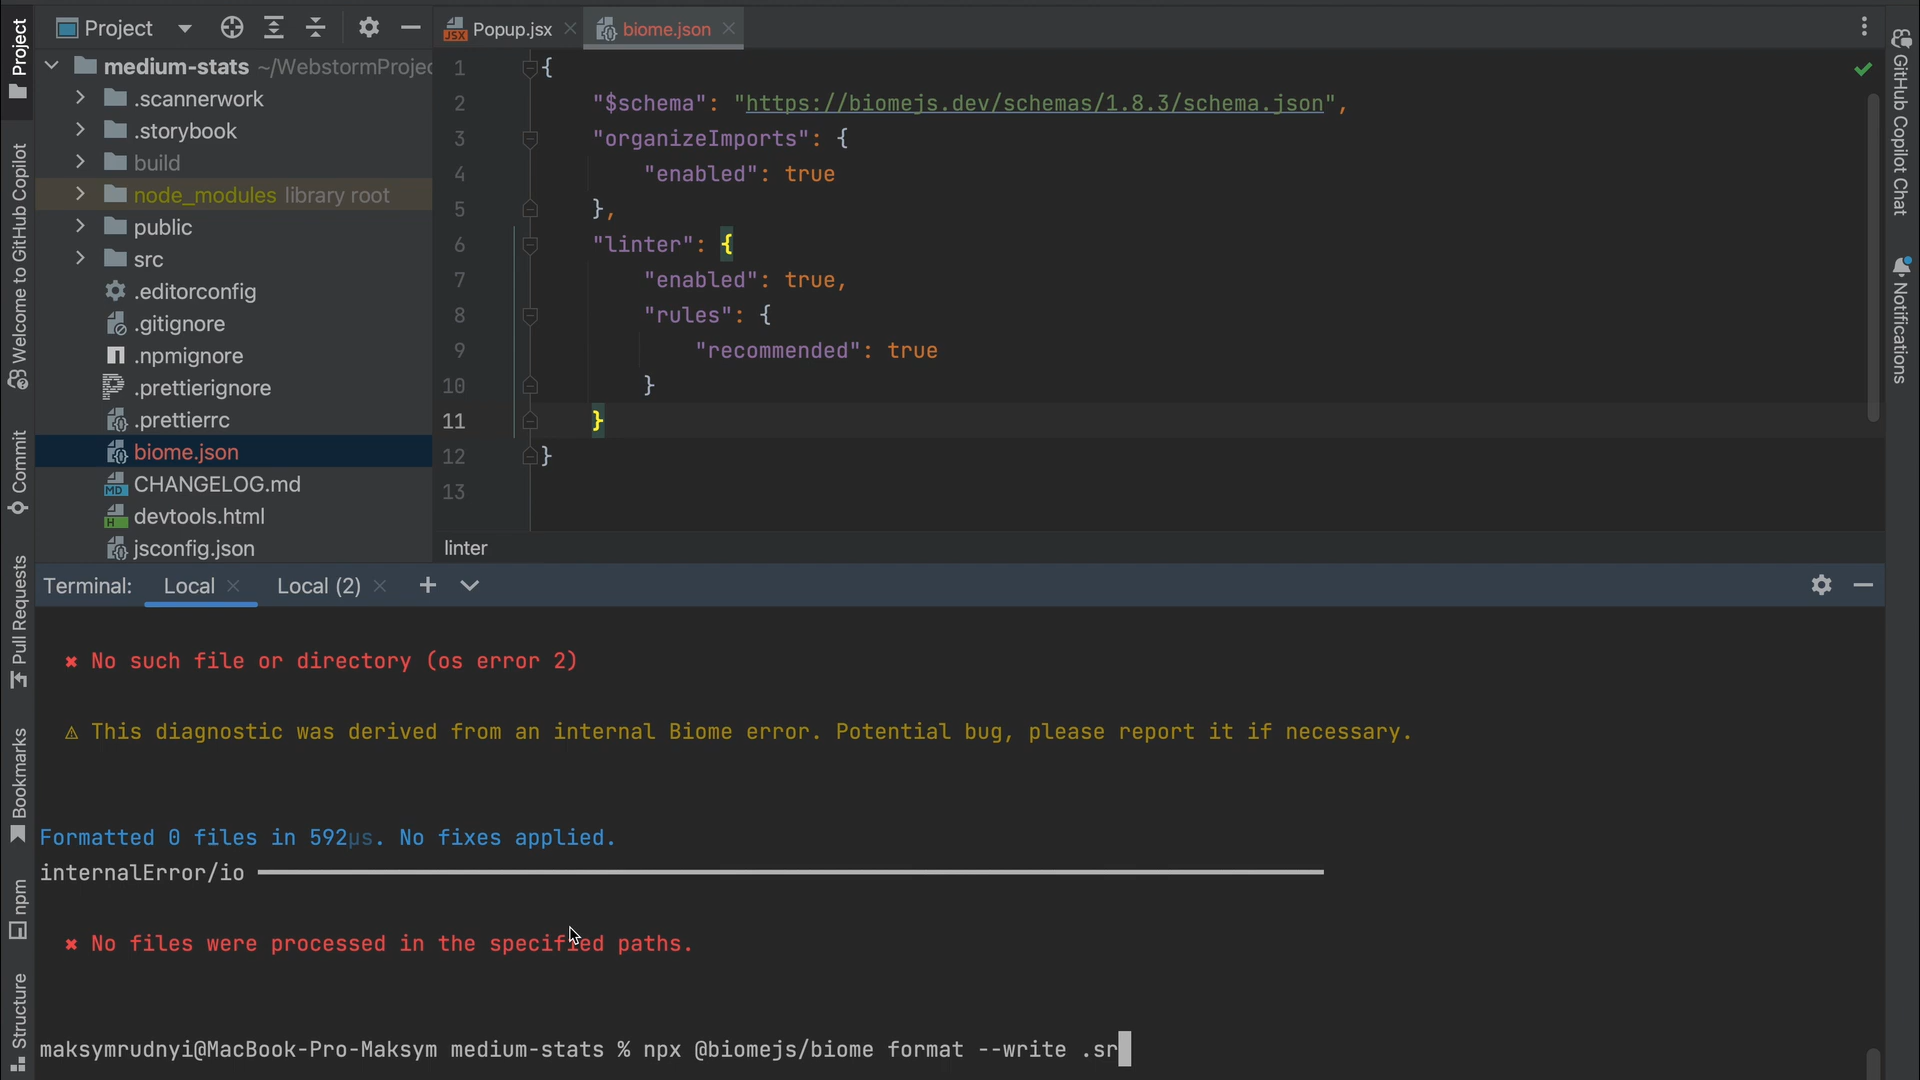 Project
Popup.jsx
biome.json
medium-stats ~/WebstormProjec
.scannerwork
.storybook
build
node_modules library root
public
src
.editorconfig
.gitignore
.npmignore
.prettierignore
.prettierrc
biome.json
CHANGELOG.md
devtools.html
jsconfig.json
1 {
2 "$schema": "https://biomejs.dev/schemas/1.8.3/schema.json",
3 "organizeImports": {
4 "enabled": true
5 },
6 "linter": {
7 "enabled": true,
8 "rules": {
9 "recommended": true
10 }
11 }
12 }
13
linter
Project
Welcome to GitHub Copilot
Commit
Pull Requests
Bookmarks
npm
Structure
GitHub Copilot Chat
Notifications
Terminal: Local Local (2)
✖ No such file or directory (os error 2)
⚠ This diagnostic was derived from an internal Biome error. Potential bug, please report it if necessary.
Formatted 0 files in 592µs. No fixes applied.
internalError/io
✖ No files were processed in the specified paths.
maksymrudnyi@MacBook-Pro-Maksym medium-stats % npx @biomejs/biome format --write .sr